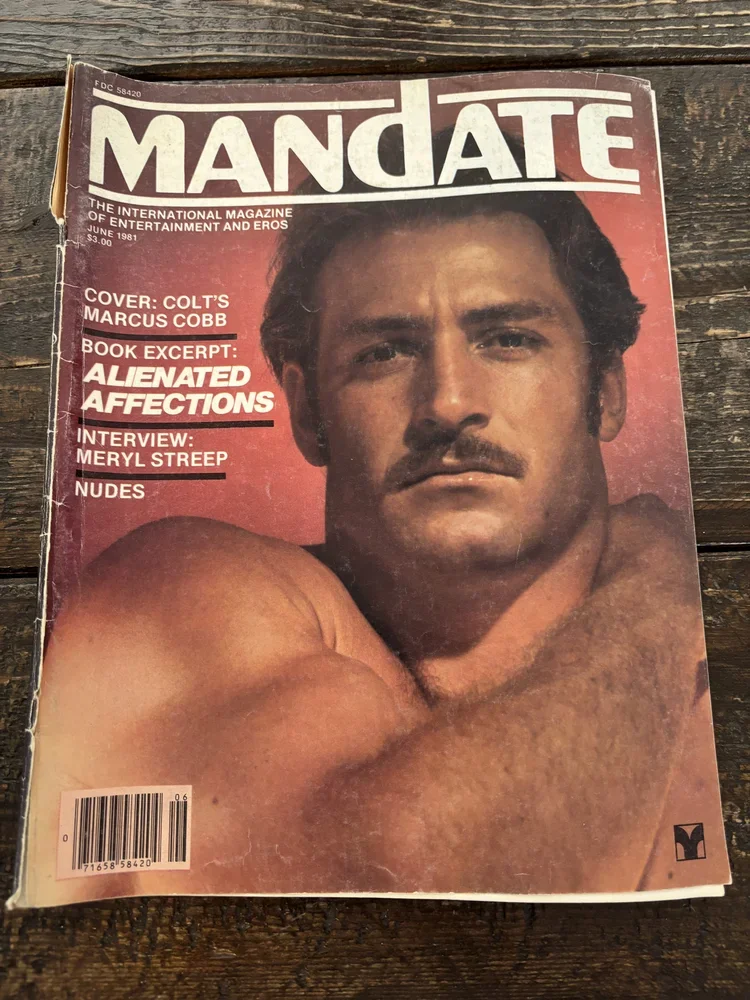 FDC 58420
MANdATE
THE INTERNATIONAL MAGAZINE
OF ENTERTAINMENT AND EROS
JUNE 1981
$3.00
COVER: COLT'S
MARCUS COBB
BOOK EXCERPT:
ALIENATED
AFFECTIONS
INTERVIEW:
MERYL STREEP
NUDES
06
0
71658 58420